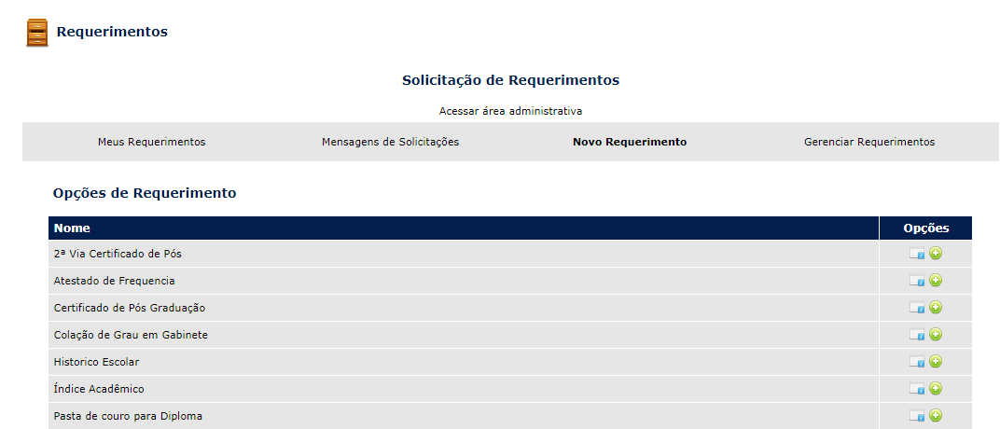 Requerimentos
Solicitação de Requerimentos
Acessar área administrativa
Meus Requerimentos Mensagens de Solicitações Novo Requerimento Gerenciar Requerimentos
Opções de Requerimento
Nome Opções
2ª Via Certificado de Pós
Atestado de Frequencia
Certificado de Pós Graduação
Colação de Grau em Gabinete
Historico Escolar
Índice Acadêmico
Pasta de couro para Diploma